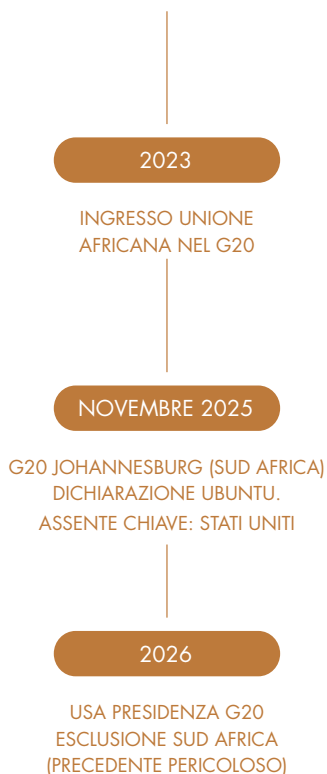 2023
INGRESSO UNIONE
AFRICANA NEL G20
NOVEMBRE 2025
G20 JOHANNESBURG (SUD AFRICA)
DICHIARAZIONE UBUNTU.
ASSENTE CHIAVE: STATI UNITI
2026
USA PRESIDENZA G20
ESCLUSIONE SUD AFRICA
(PRECEDENTE PERICOLOSO)